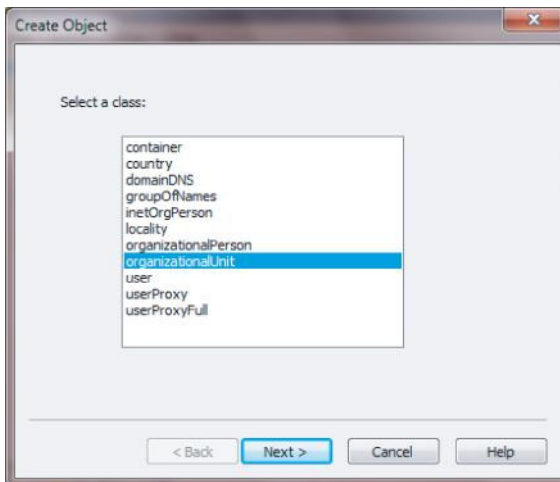 Create Object
Select a class:
container
country
domainDNS
groupOfNames
inetOrgPerson
locality
organizationalPerson
organizationalUnit
user
userProxy
userProxyFull
< Back Next > Cancel Help